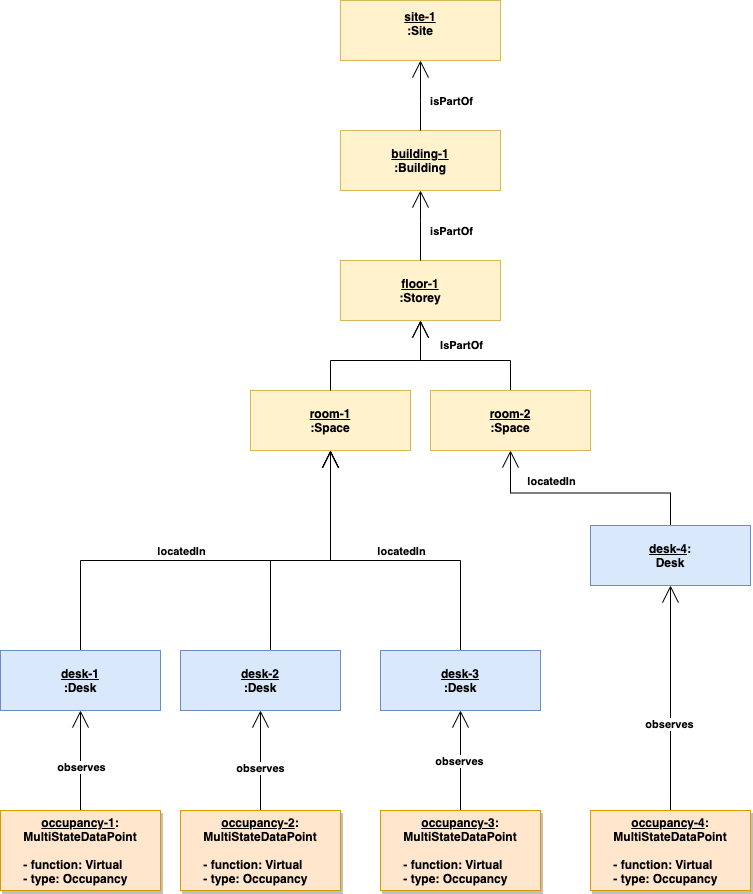 site-1
:Site
isPartOf
building-1
:Building
isPartOf
floor-1
:Storey
IsPartOf
room-1
:Space
room-2
:Space
locatedIn
desk-4:
Desk
locatedIn
locatedIn
desk-1
:Desk
desk-2
:Desk
desk-3
:Desk
observes
observes
observes
observes
occupancy-1:
MultiStateDataPoint
- function: Virtual
- type: Occupancy
occupancy-2:
MultiStateDataPoint
- function: Virtual
- type: Occupancy
occupancy-3:
MultiStateDataPoint
- function: Virtual
- type: Occupancy
occupancy-4:
MultiStateDataPoint
- function: Virtual
- type: Occupancy